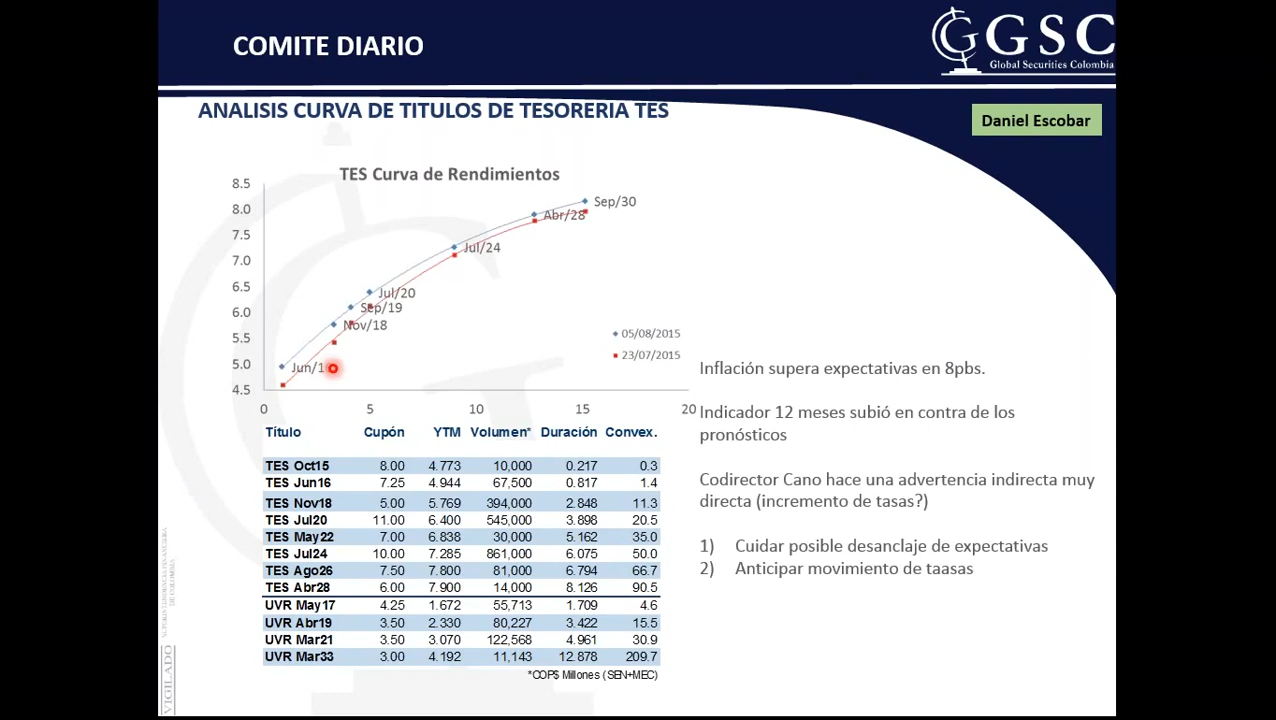 COMITE DIARIO
GGSC
Global Securities Colombia
ANALISIS CURVA DE TITULOS DE TESORERIA TES
Daniel Escobar
TES Curva de Rendimientos
8.5
8.0
7.5
7.0
6.5
6.0
5.5
5.0
4.5
Sep/30
Abr/28
Jul/24
Jul/20
Sep/19
Nov/18
Jun/1
05/08/2015
23/07/2015
0 5 10 15 20
Inflación supera expectativas en 8pbs.
Indicador 12 meses subió en contra de los
pronósticos
Codirector Cano hace una advertencia indirecta muy
directa (incremento de tasas?)
1) Cuidar posible desanclaje de expectativas
2) Anticipar movimiento de taasas
Título Cupón YTM Volumen* Duración Convex.
TES Oct15 8.00 4.773 10,000 0.217 0.3
TES Jun16 7.25 4.944 67,500 0.817 1.4
TES Nov18 5.00 5.769 394,000 2.848 11.3
TES Jul20 11.00 6.400 545,000 3.898 20.5
TES May22 7.00 6.838 30,000 5.162 35.0
TES Jul24 10.00 7.285 861,000 6.075 50.0
TES Ago26 7.50 7.800 81,000 6.794 66.7
TES Abr28 6.00 7.900 14,000 8.126 90.5
UVR May17 4.25 1.672 55,713 1.709 4.6
UVR Abr19 3.50 2.330 80,227 3.422 15.5
UVR Mar21 3.50 3.070 122,568 4.961 30.9
UVR Mar33 3.00 4.192 11,143 12.878 209.7
*COP$ Millones (SEN+MEC)
VIGILADO
SUPERINTENDENCIA FINANCIERA
DE COLOMBIA